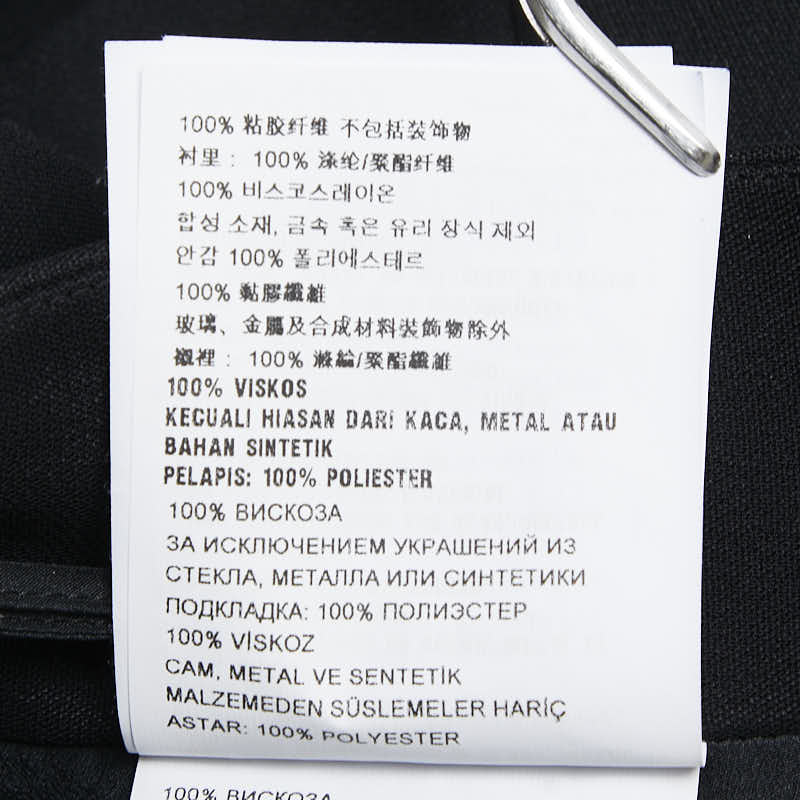 100% 粘胶纤维 不包括装饰物
衬里： 100% 涤纶/聚酯纤维
100% 비스코스레이온
합성 소재, 금속 혹은 유리 장식 제외
안감 100% 폴리에스테르
100% 黏膠纖維
玻璃、金屬及合成材料裝飾物除外
襯裡： 100% 滌綸/聚酯纖維
100% VISKOS
KECUALI HIASAN DARI KACA, METAL ATAU
BAHAN SINTETIK
PELAPIS: 100% POLIESTER
100% ВИСКОЗА
ЗА ИСКЛЮЧЕНИЕМ УКРАШЕНИЙ ИЗ
СТЕКЛА, МЕТАЛЛА ИЛИ СИНТЕТИКИ
ПОДКЛАДКА: 100% ПОЛИЭСТЕР
100% VİSKOZ
CAM, METAL VE SENTETİK
MALZEMEDEN SÜSLEMELER HARİÇ
ASTAR: 100% POLYESTER
100% ВИСКОЗА